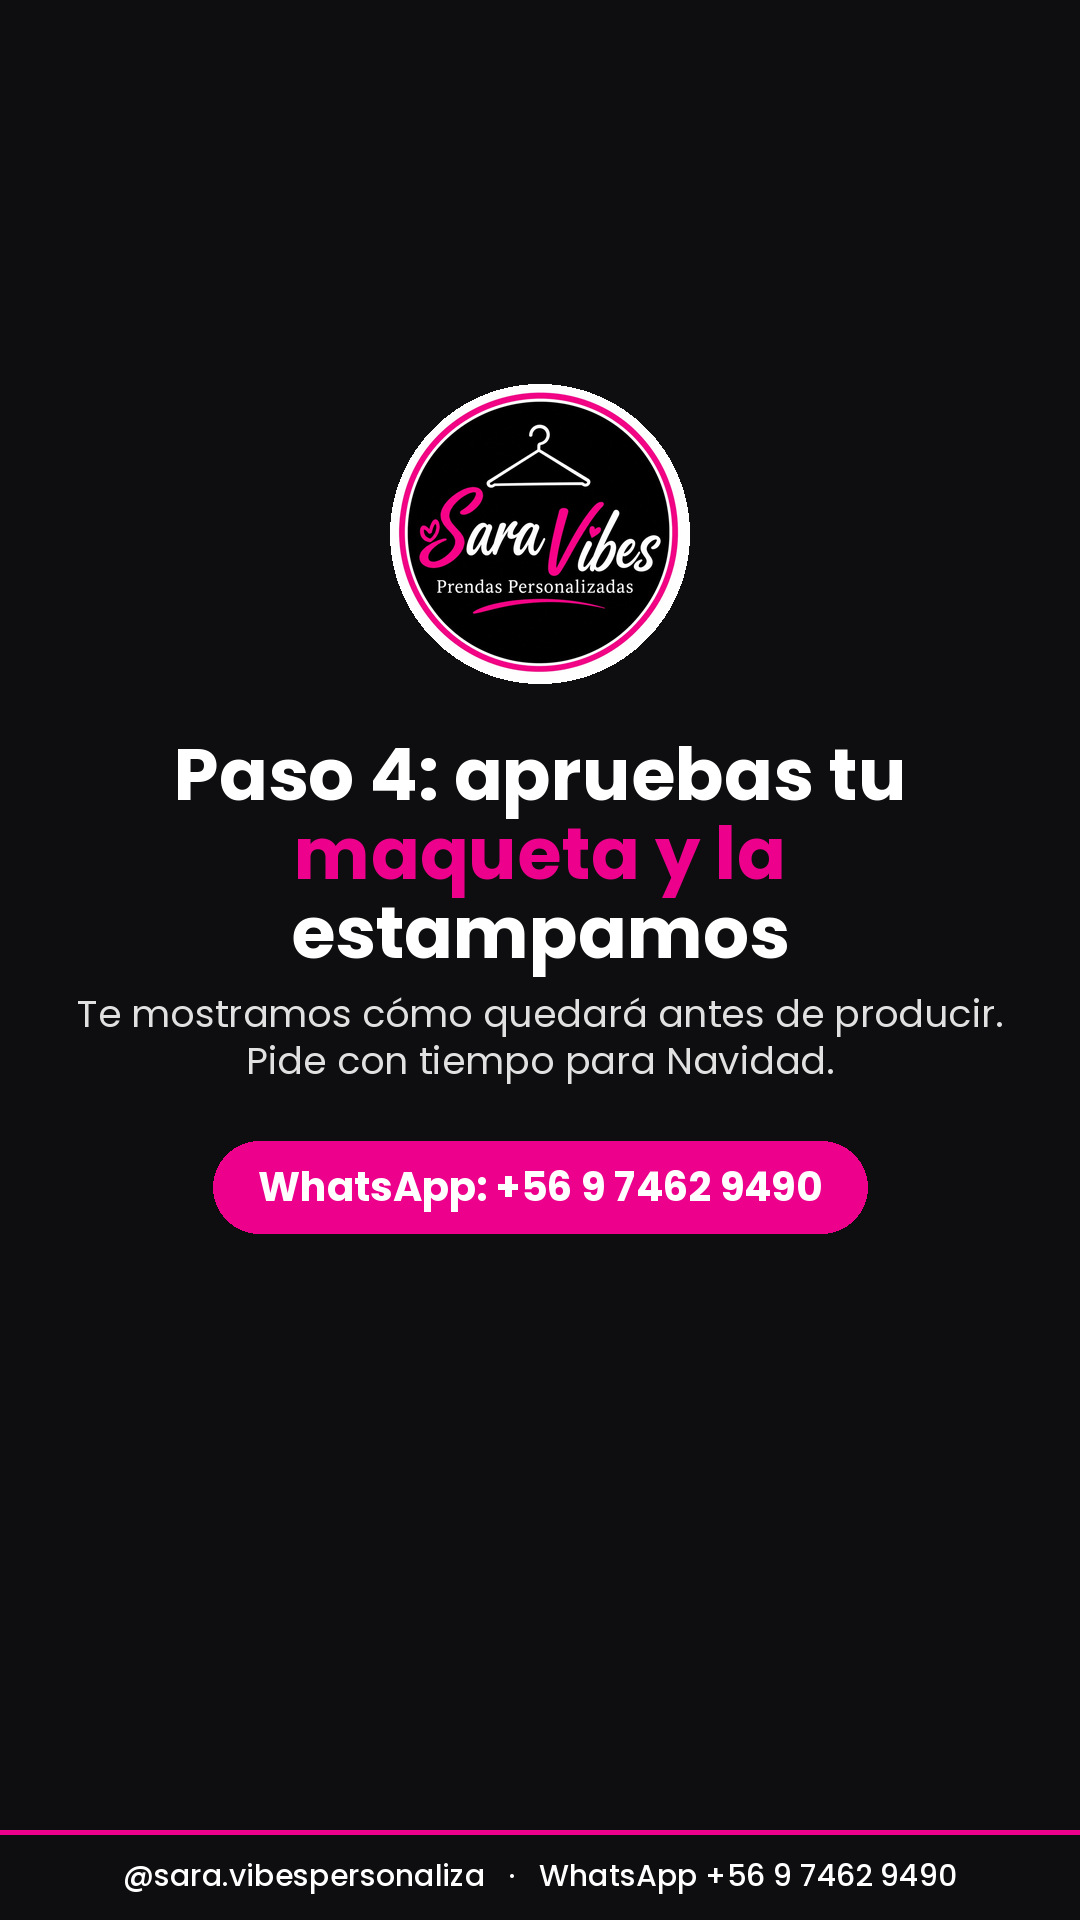 Sara Vibes
Prendas Personalizadas
Paso 4: apruebas tu
maqueta y la
estampamos
Te mostramos cómo quedará antes de producir.
Pide con tiempo para Navidad.
WhatsApp: +56 9 7462 9490
@sara.vibespersonaliza · WhatsApp +56 9 7462 9490